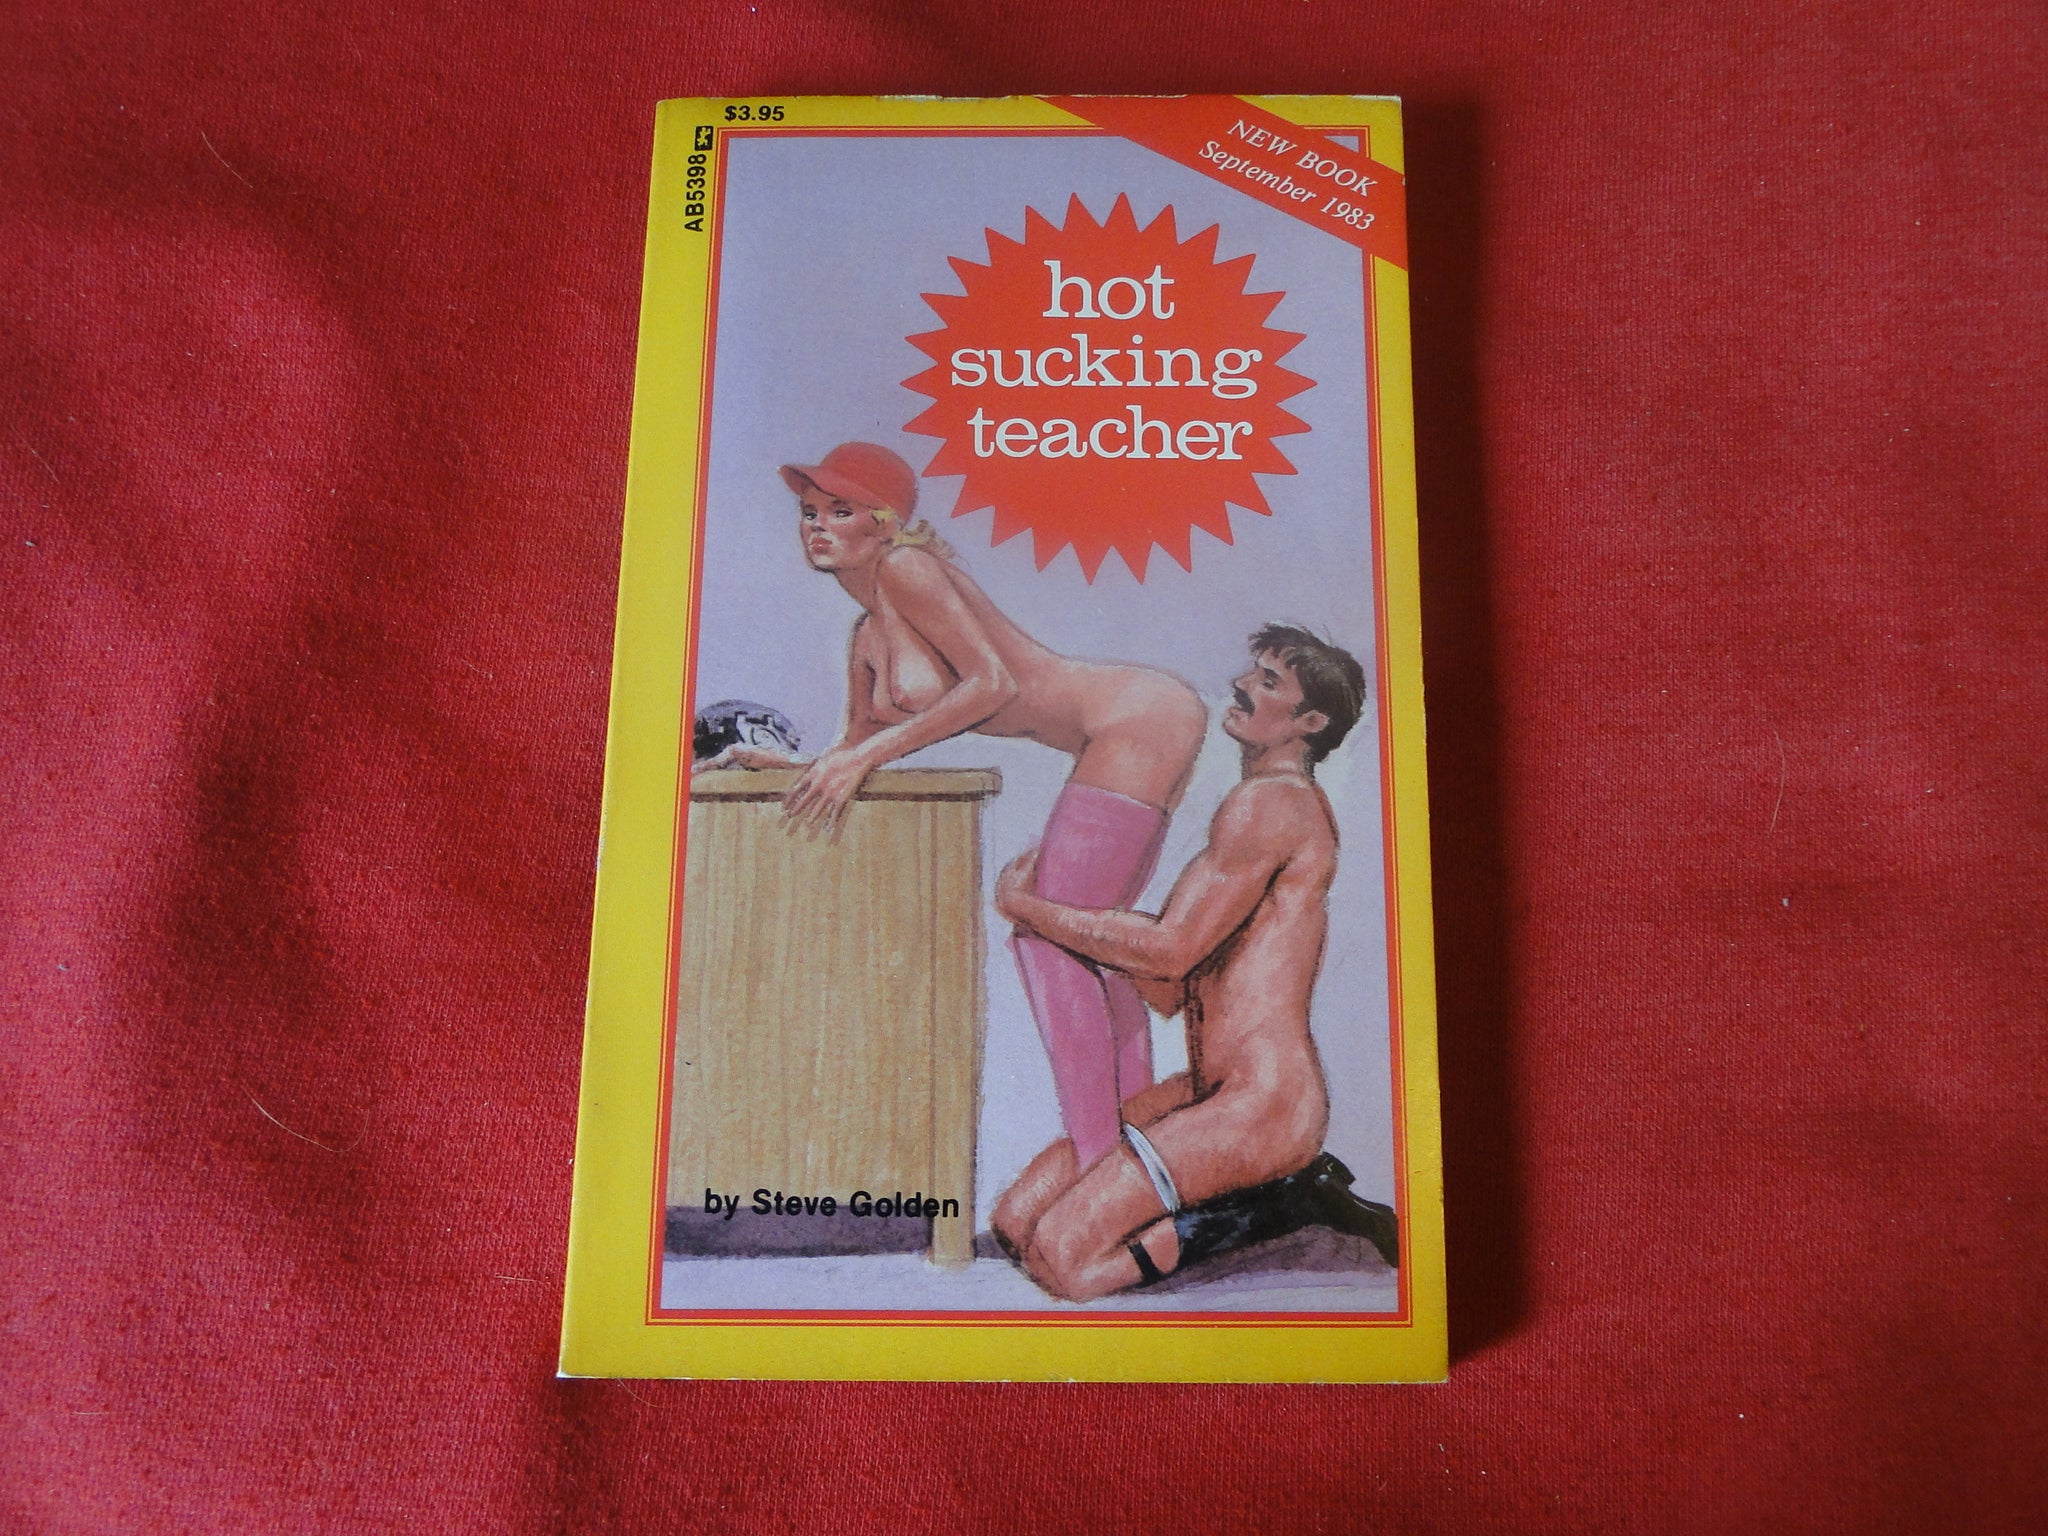 $3.95
AB5398
NEW BOOK
September 1983
hot
sucking
teacher
by Steve Golden